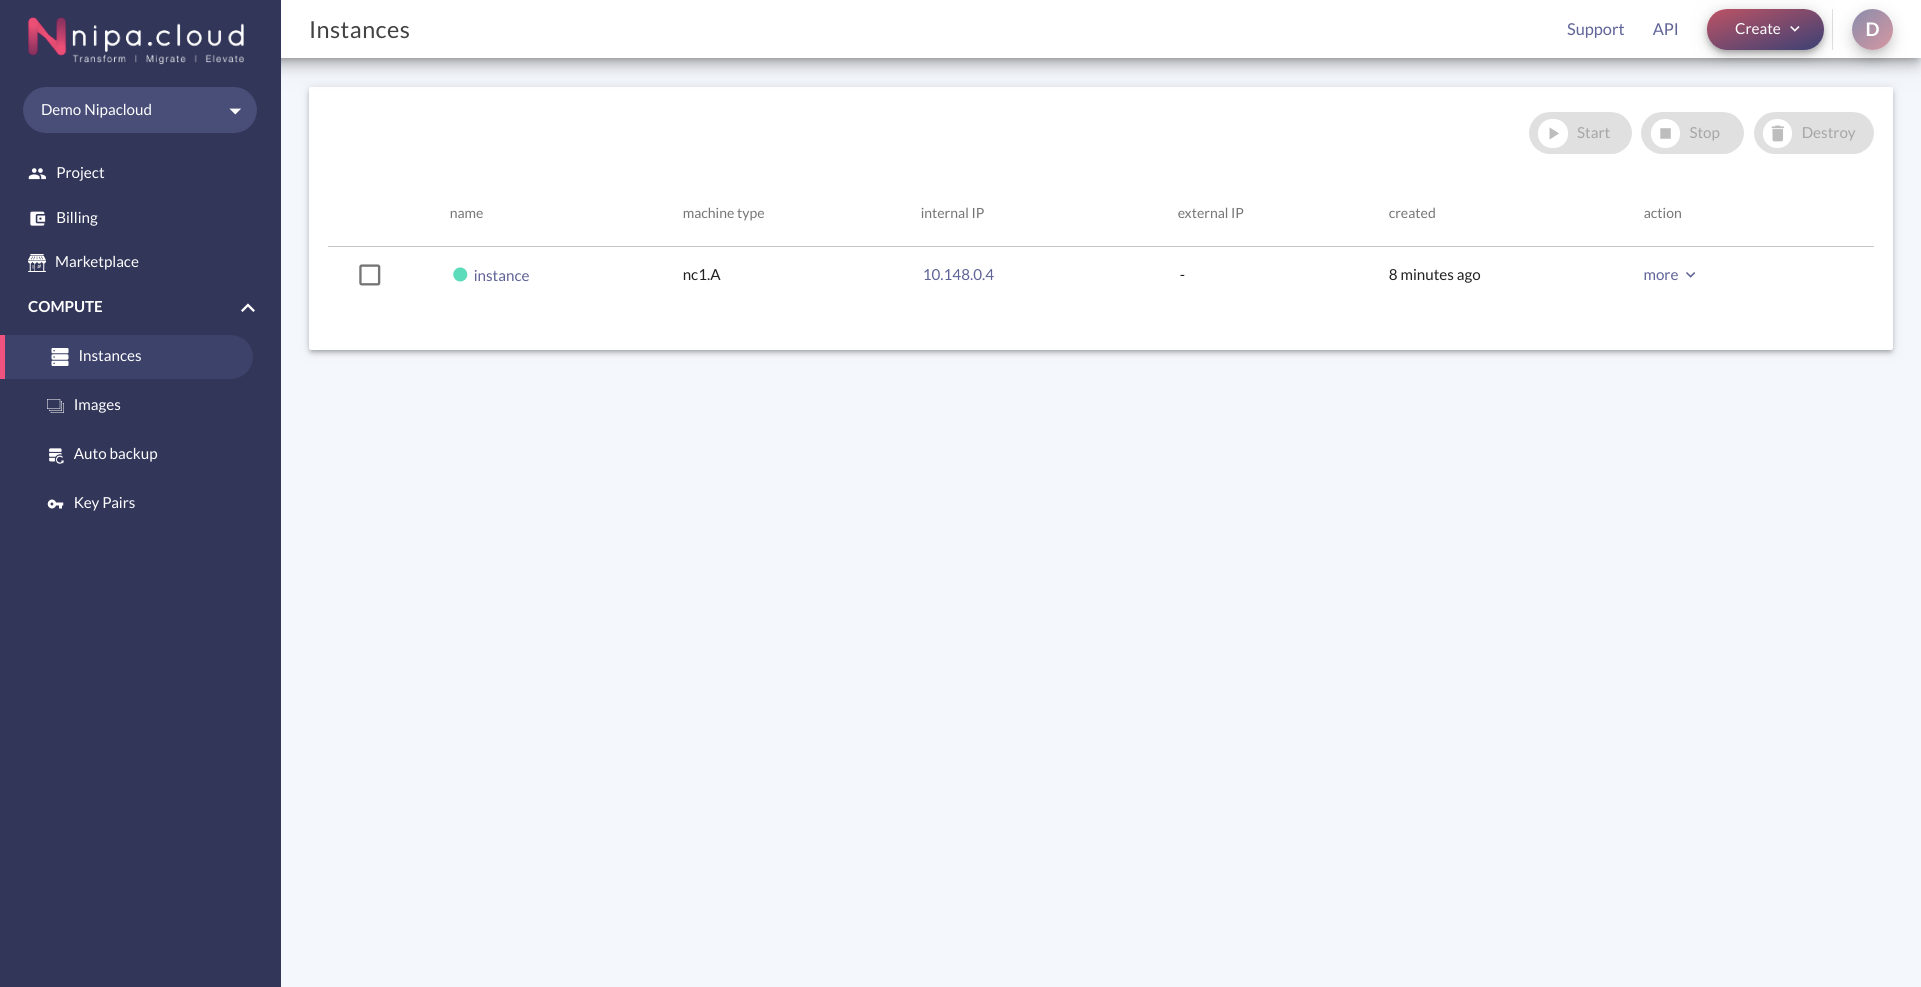 nipa.cloud
Transform | Migrate | Elevate
Demo Nipacloud
Project
Billing
Marketplace
COMPUTE
Instances
Images
Auto backup
Key Pairs
Instances
Support API Create D
Start Stop Destroy
name machine type internal IP external IP created action
instance nc1.A 10.148.0.4 - 8 minutes ago more